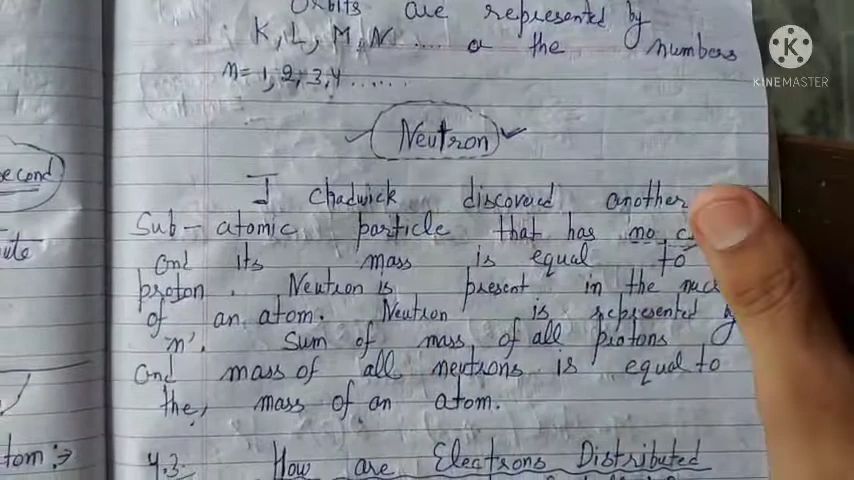 Orbits are represented by
K, L, M, N .... or the numbers
n= 1, 2, 3, 4 ......
KINEMASTER
Neutron
J chadwick discovered another
Sub-atomic particle that has no
and its mass is equal to
proton. Neutron is present in the
of an atom. Neutron is represented by
'n'. Sum of mass of all protons
and mass of all neutrons is equal to
the, mass of an atom.
4.3 How are Electrons Distributed
second
tom :->